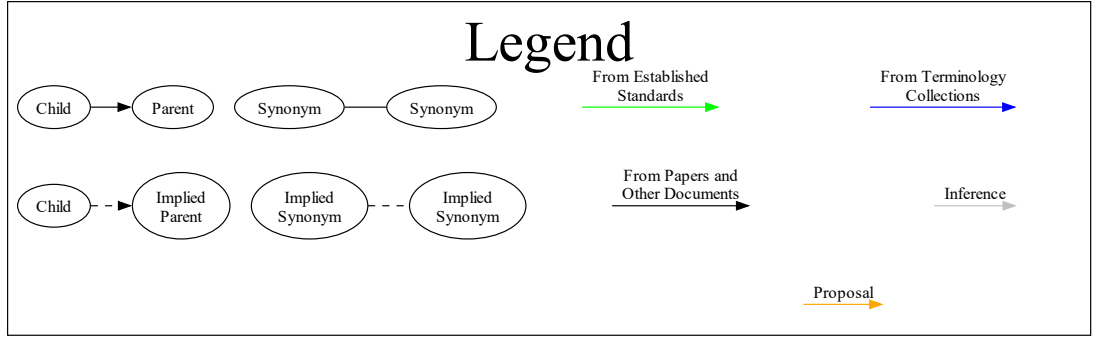 Legend
From Established
Standards
From Terminology
Collections
Child
Parent
Synonym
Synonym
From Papers and
Other Documents
Inference
Child
Implied
Parent
Implied
Synonym
Implied
Synonym
Proposal